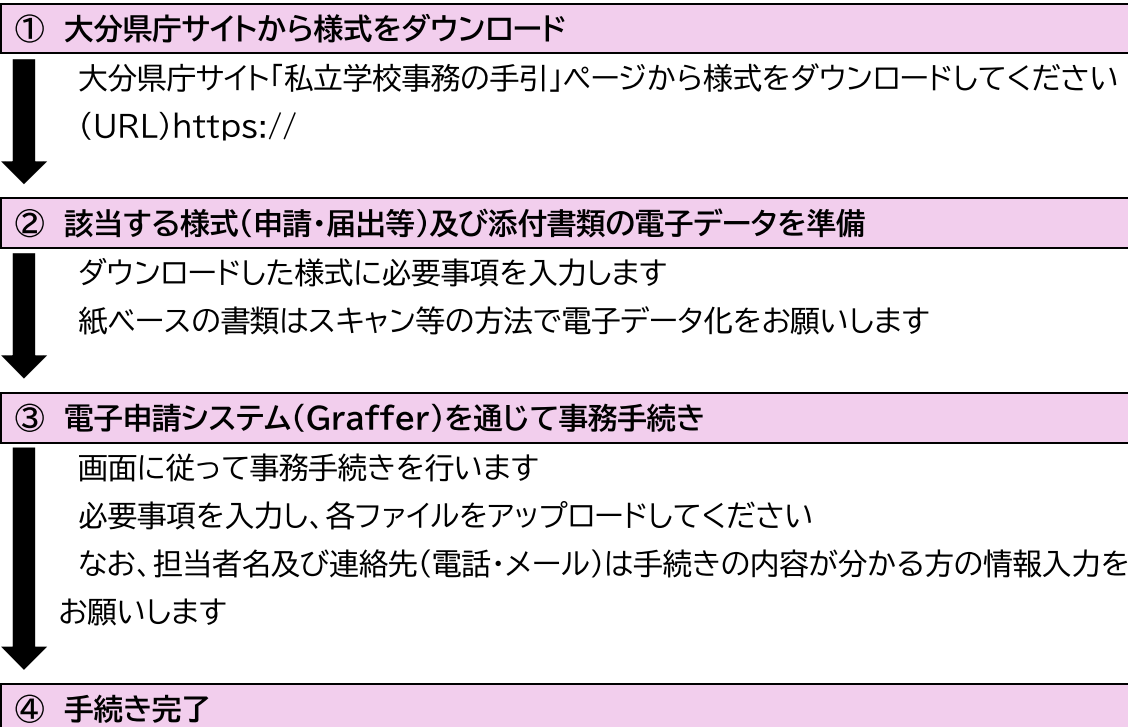 ① 大分県庁サイトから様式をダウンロード
大分県庁サイト「私立学校事務の手引」ページから様式をダウンロードしてください
(URL)https://
② 該当する様式(申請・届出等)及び添付書類の電子データを準備
ダウンロードした様式に必要事項を入力します
紙ベースの書類はスキャン等の方法で電子データ化をお願いします
③ 電子申請システム(Graffer)を通じて事務手続き
画面に従って事務手続きを行います
必要事項を入力し、各ファイルをアップロードしてください
なお、担当者名及び連絡先(電話・メール)は手続きの内容が分かる方の情報入力を
お願いします
④ 手続き完了